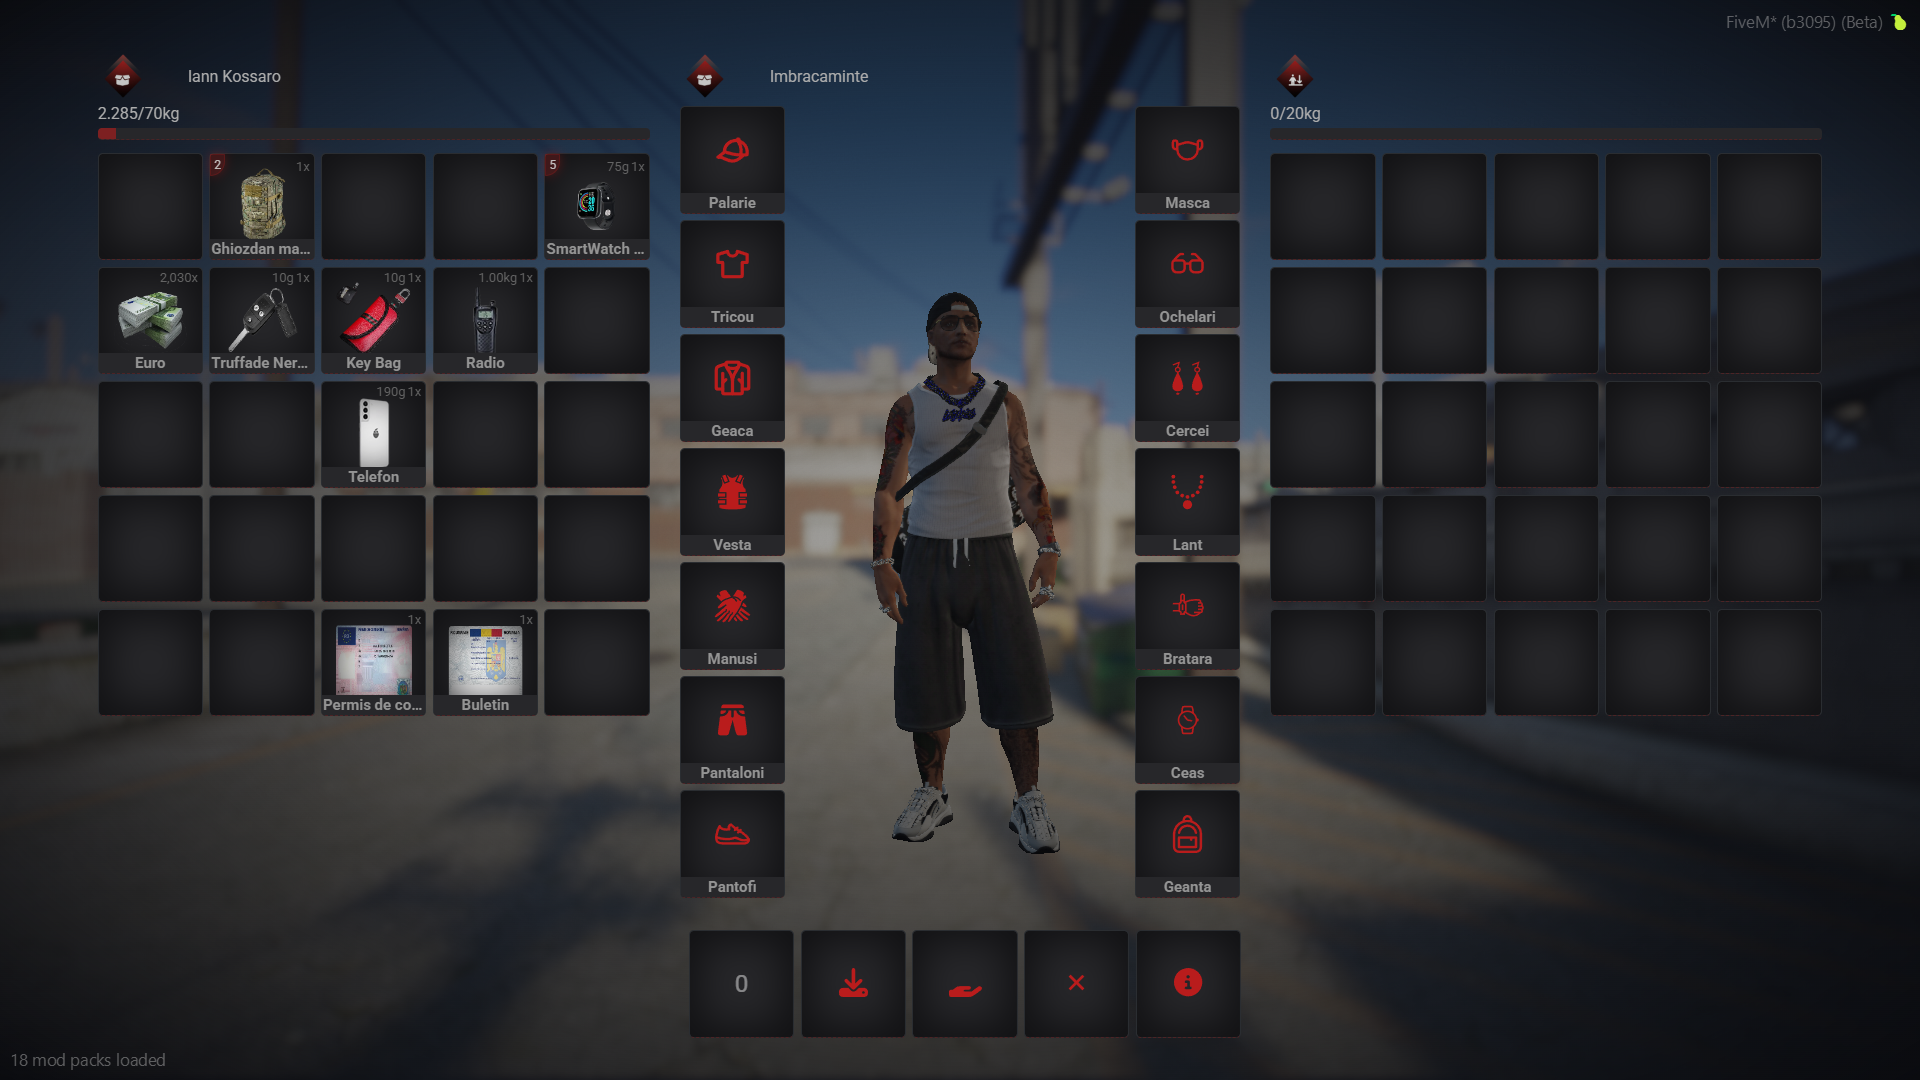 FiveM* (b3095) (Beta)
Iann Kossaro
2.285/70kg
2
1x
Ghiozdan ma...
5
75g 1x
SmartWatch ...
2,030x
Euro
10g 1x
Truffade Ner...
10g 1x
Key Bag
1.00kg 1x
Radio
190g 1x
Telefon
1x
Permis de co...
1x
Buletin
Imbracaminte
Palarie
Tricou
Geaca
Vesta
Manusi
Pantaloni
Pantofi
Masca
Ochelari
Cercei
Lant
Bratara
Ceas
Geanta
0/20kg
0
18 mod packs loaded